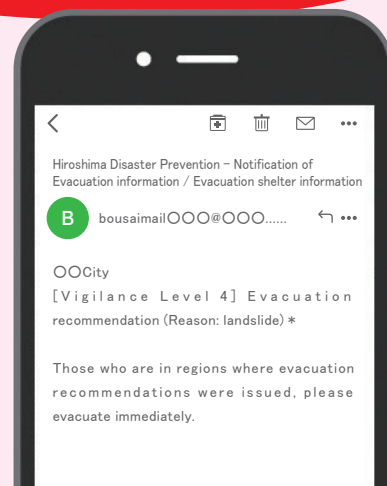 Hiroshima Disaster Prevention – Notification of
Evacuation information / Evacuation shelter information
B
bousaimail〇〇〇@〇〇〇......
〇〇City
[Vigilance Level 4] Evacuation
recommendation (Reason: landslide) *
Those who are in regions where evacuation
recommendations were issued, please
evacuate immediately.